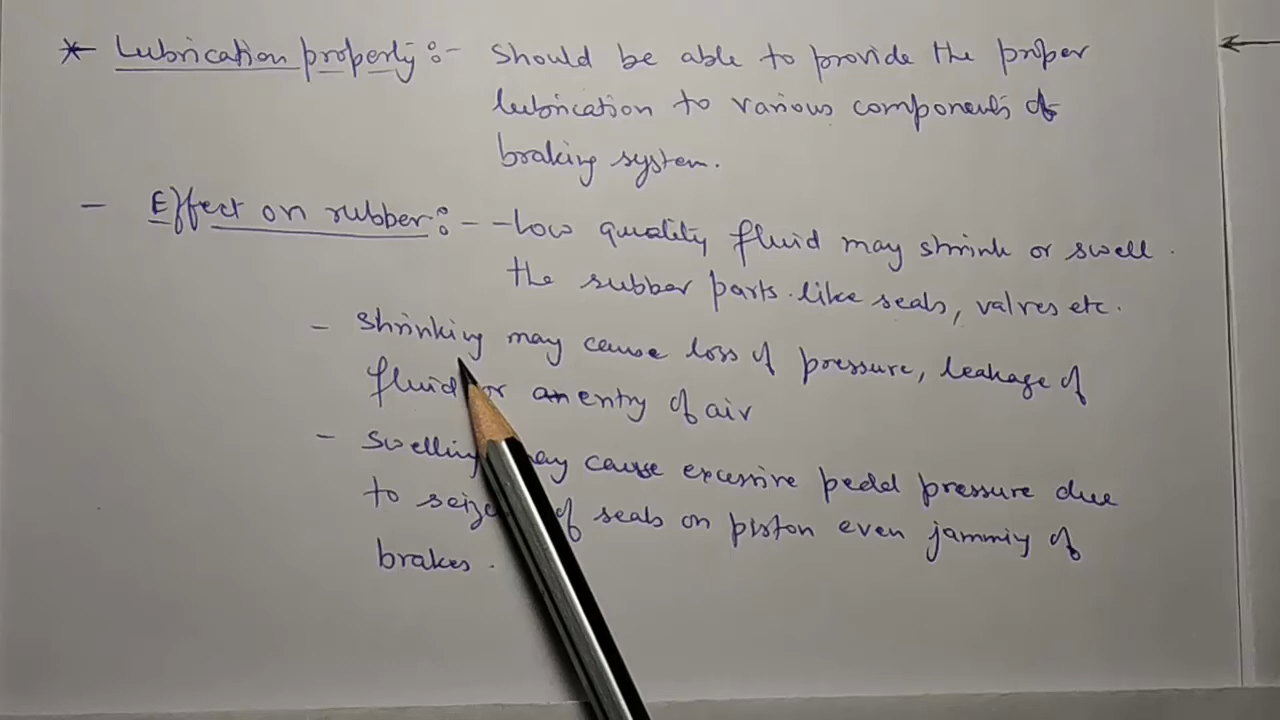 * Lubrication property:- Should be able to provide the proper
lubrication to various components of
braking system.
- Effect on rubber:- -Low quality fluid may shrink or swell.
the rubber parts like seals, valves etc.
- Shrinking may cause loss of pressure, leakage of
fluid or entry of air
- Swelling may cause excessive pedal pressure due
to of seals on piston even jamming of
brakes.